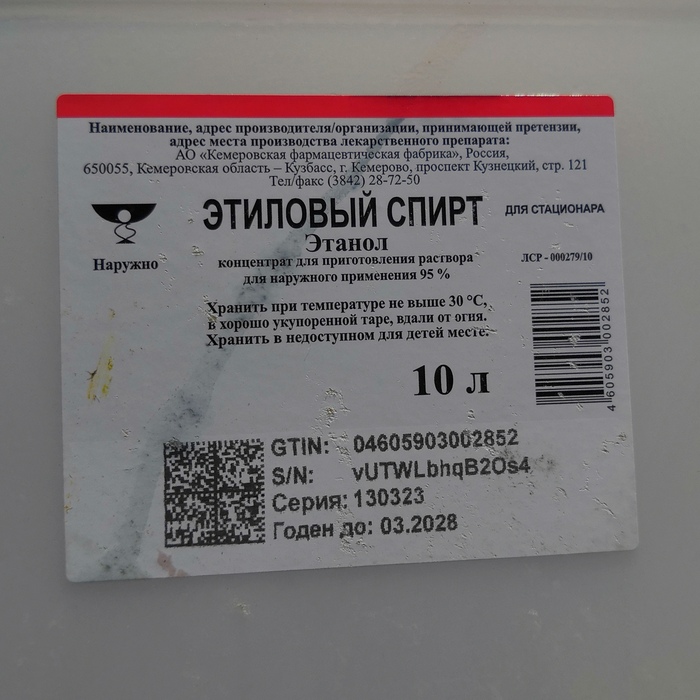 Наименование, адрес производителя/организации, принимающей претензии,
адрес места производства лекарственного препарата:
АО «Кемеровская фармацевтическая фабрика», Россия,
650055, Кемеровская область – Кузбасс, г. Кемерово, проспект Кузнецкий, стр. 121
Тел/факс (3842) 28-72-50
ЭТИЛОВЫЙ СПИРТ
ДЛЯ СТАЦИОНАРА
Этанол
Наружно
концентрат для приготовления раствора
для наружного применения 95 %
ЛСР - 000279/10
Хранить при температуре не выше 30 °С,
в хорошо укупоренной таре, вдали от огня.
Хранить в недоступном для детей месте.
10 л
4 605903 002852
GTIN: 04605903002852
S/N: vUTWLbhqB2Os4
Серия: 130323
Годен до: 03.2028